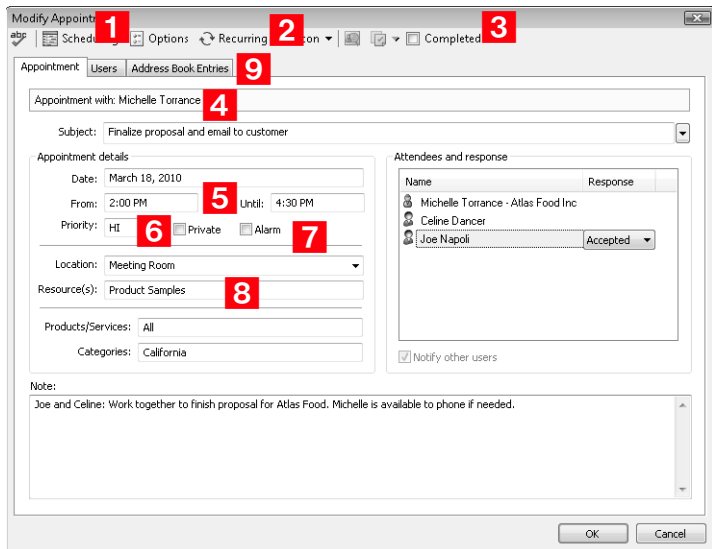 Modify Appoint
1 2 3
abc Schedu Options Recurring on Completed
Appointment Users Address Book Entries 9
Appointment with: Michelle Torrance 4
Subject: Finalize proposal and email to customer
Appointment details
Date: March 18, 2010
From: 2:00 PM 5 Until: 4:30 PM
Priority: HI 6 Private Alarm 7
Location: Meeting Room
Resource(s): Product Samples 8
Products/Services: All
Categories: California
Attendees and response
Name Response
Michelle Torrance - Atlas Food Inc
Celine Dancer
Joe Napoli Accepted
Notify other users
Note:
Joe and Celine: Work together to finish proposal for Atlas Food. Michelle is available to phone if needed.
OK Cancel